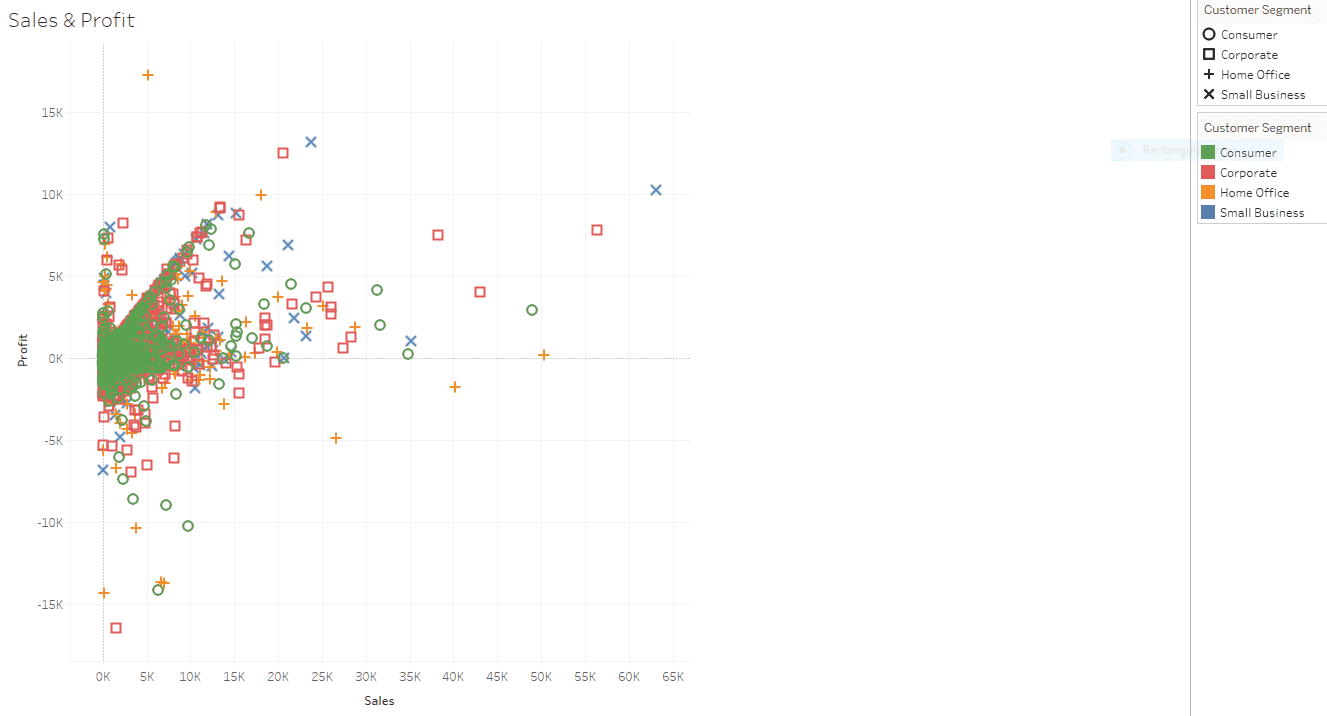 Sales & Profit
15K
10K
5K
0K
-5K
-10K
-15K
Profit
0K
5K
10K
15K
20K
25K
30K
35K
40K
45K
50K
55K
60K
65K
Sales
Customer Segment
Consumer
Corporate
Home Office
Small Business
Customer Segment
Consumer
Corporate
Home Office
Small Business